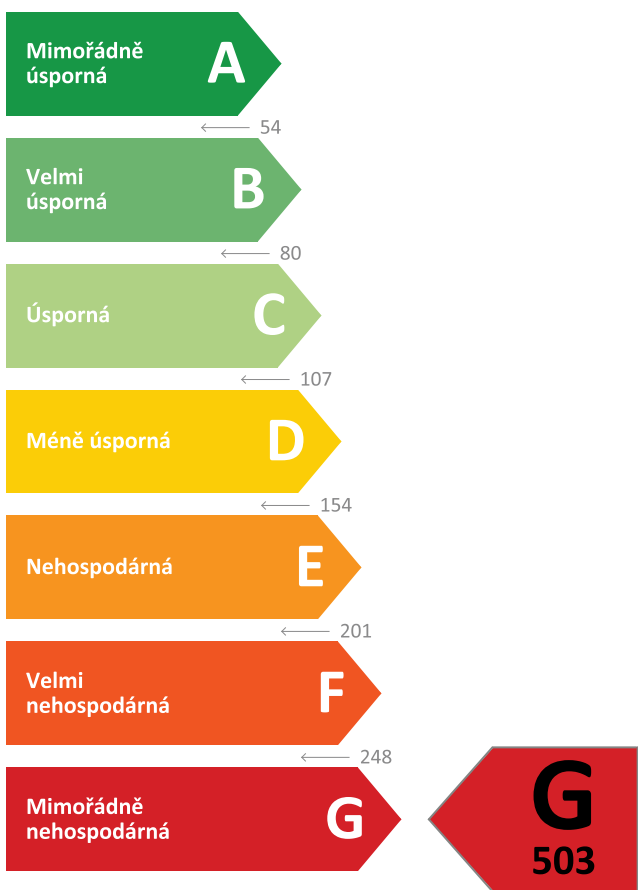 Mimořádně
úsporná
A
54
Velmi
úsporná
B
80
Úsporná
C
107
Méně úsporná
D
154
Nehospodárná
E
201
Velmi
nehospodárná
F
248
Mimořádně
nehospodárná
G
G
503